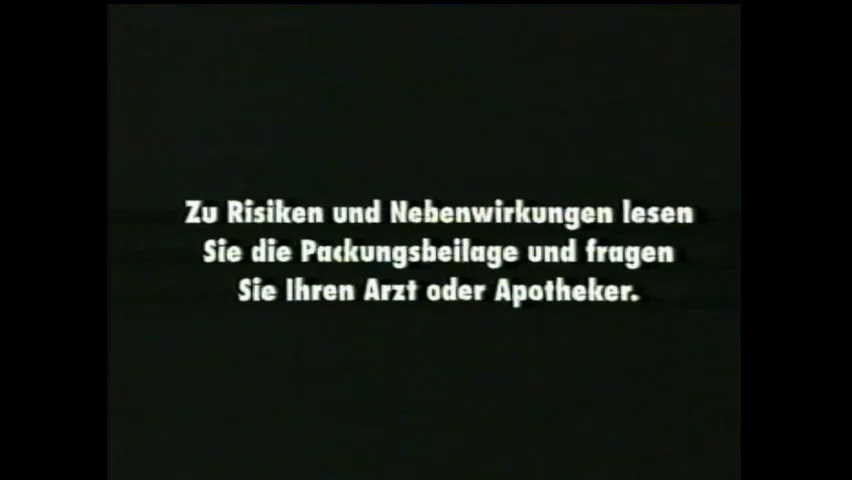 Zu Risiken und Nebenwirkungen lesen
Sie die Packungsbeilage und fragen
Sie Ihren Arzt oder Apotheker.